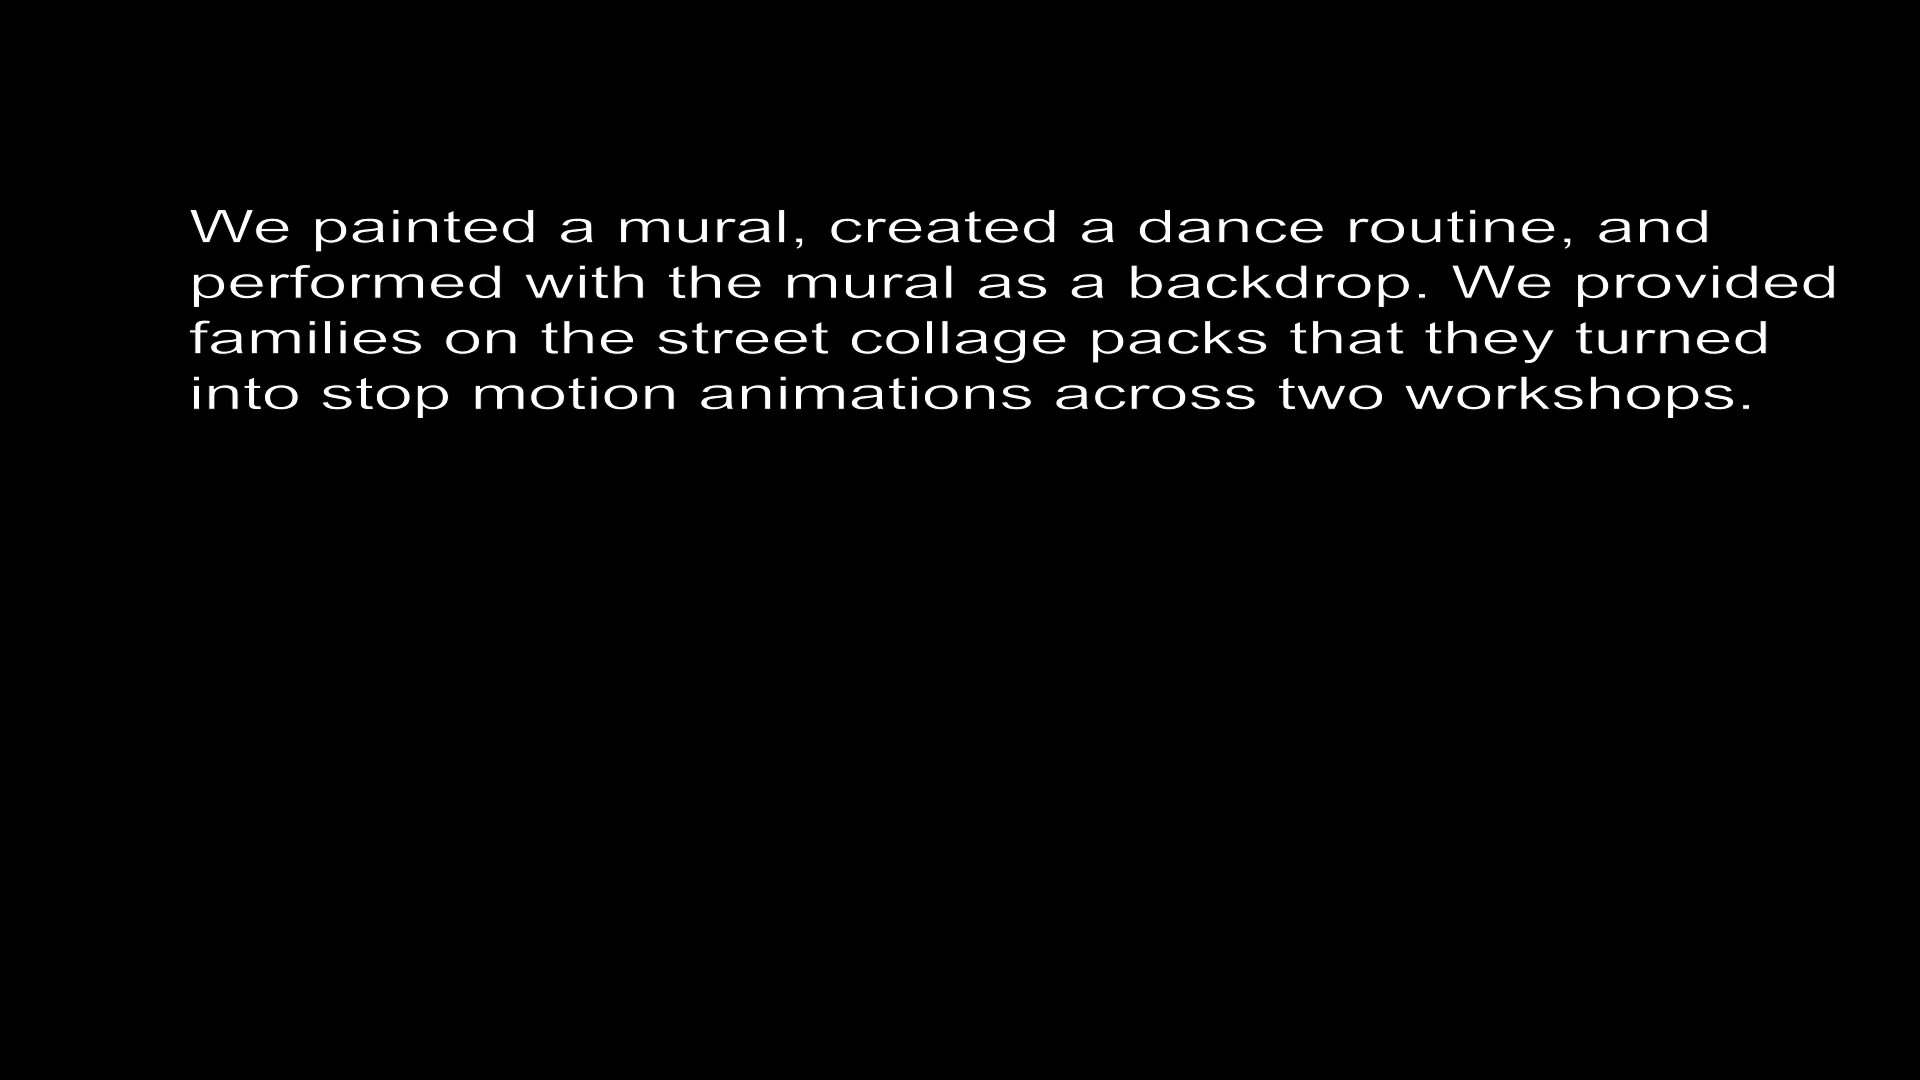 We painted a mural, created a dance routine, and
performed with the mural as a backdrop. We provided
families on the street collage packs that they turned
into stop motion animations across two workshops.